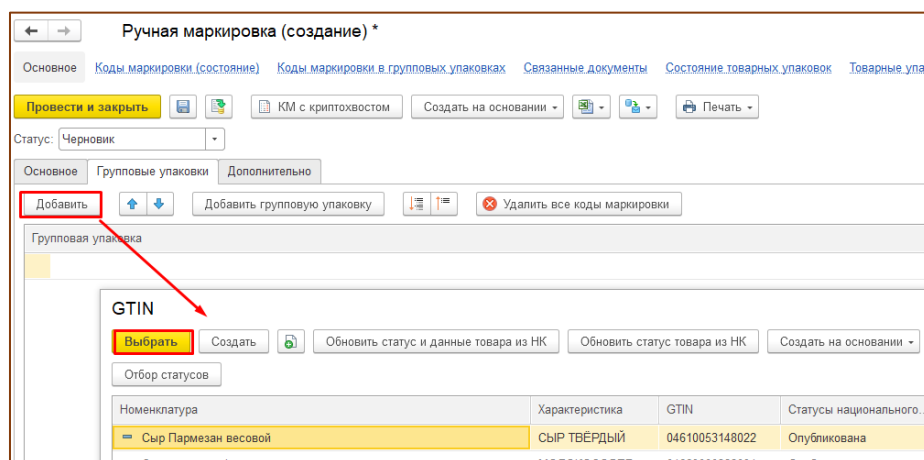 Ручная маркировка (создание) *
Основное Коды маркировки (состояние) Коды маркировки в групповых упаковках Связанные документы Состояние товарных упаковок Товарные упа
Провести и закрыть КМ с криптохвостом Создать на основании Печать
Статус: Черновик
Основное Групповые упаковки Дополнительно
Добавить Добавить групповую упаковку Удалить все коды маркировки
Групповая упаковка
GTIN
Выбрать Создать Обновить статус и данные товара из НК Обновить статус товара из НК Создать на основании
Отбор статусов
Номенклатура Характеристика GTIN Статусы национального...
Сыр Пармезан весовой СЫР ТВЁРДЫЙ 04610053148022 Опубликована